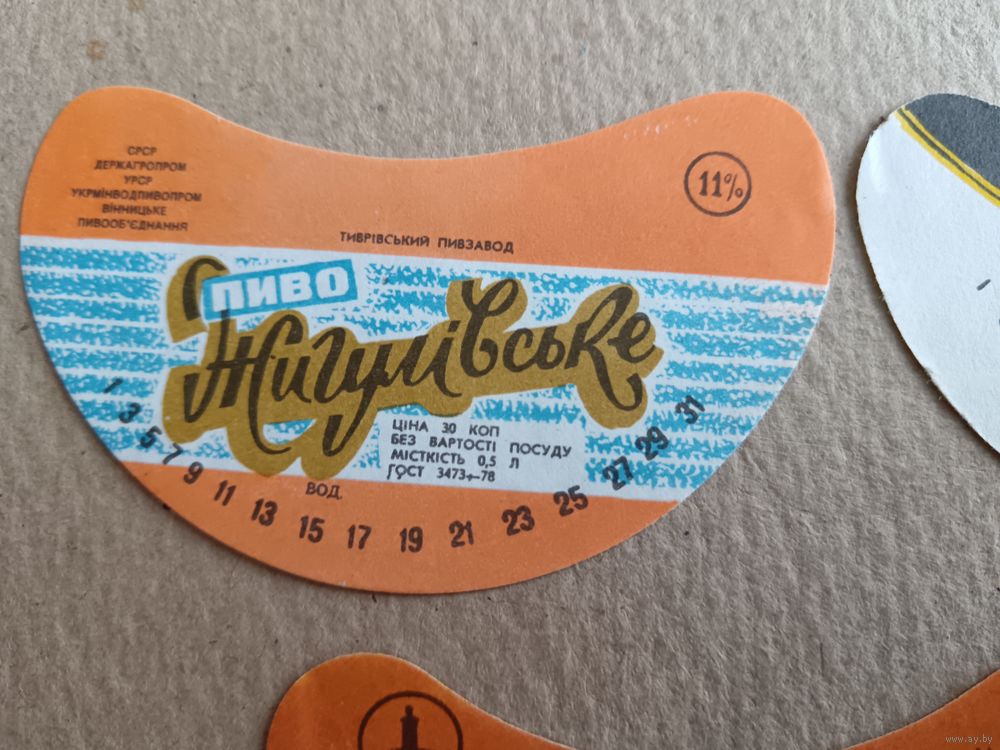 СРСР
ДЕРЖАГРОПРОМ
УРСР
УКРМІНВОДПИВОПРОМ
ВІННИЦЬКЕ
ПИВООБ'ЄДНАННЯ
11%
ТИВРІВСЬКИЙ ПИВЗАВОД
ПИВО
Жигулівське
ЦІНА 30 КОП
БЕЗ ВАРТОСТІ ПОСУДУ
МІСТКІСТЬ 0,5 Л
ГОСТ 3473—78
ВОД.
1 3 5 7 9 11 13 15 17 19 21 23 25 27 29 31
www.ay.by